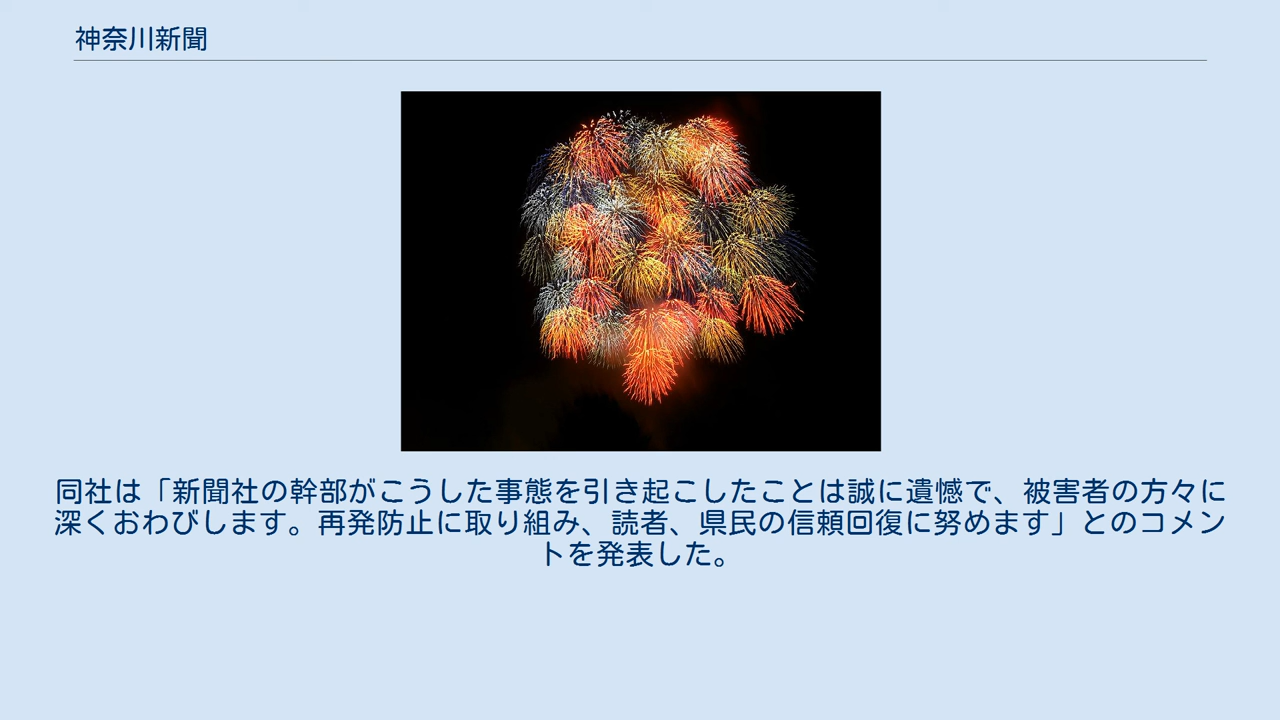 神奈川新聞
同社は「新聞社の幹部がこうした事態を引き起こしたことは誠に遺憾で、被害者の方々に
深くおわびします。再発防止に取り組み、読者、県民の信頼回復に努めます」とのコメン
トを発表した。